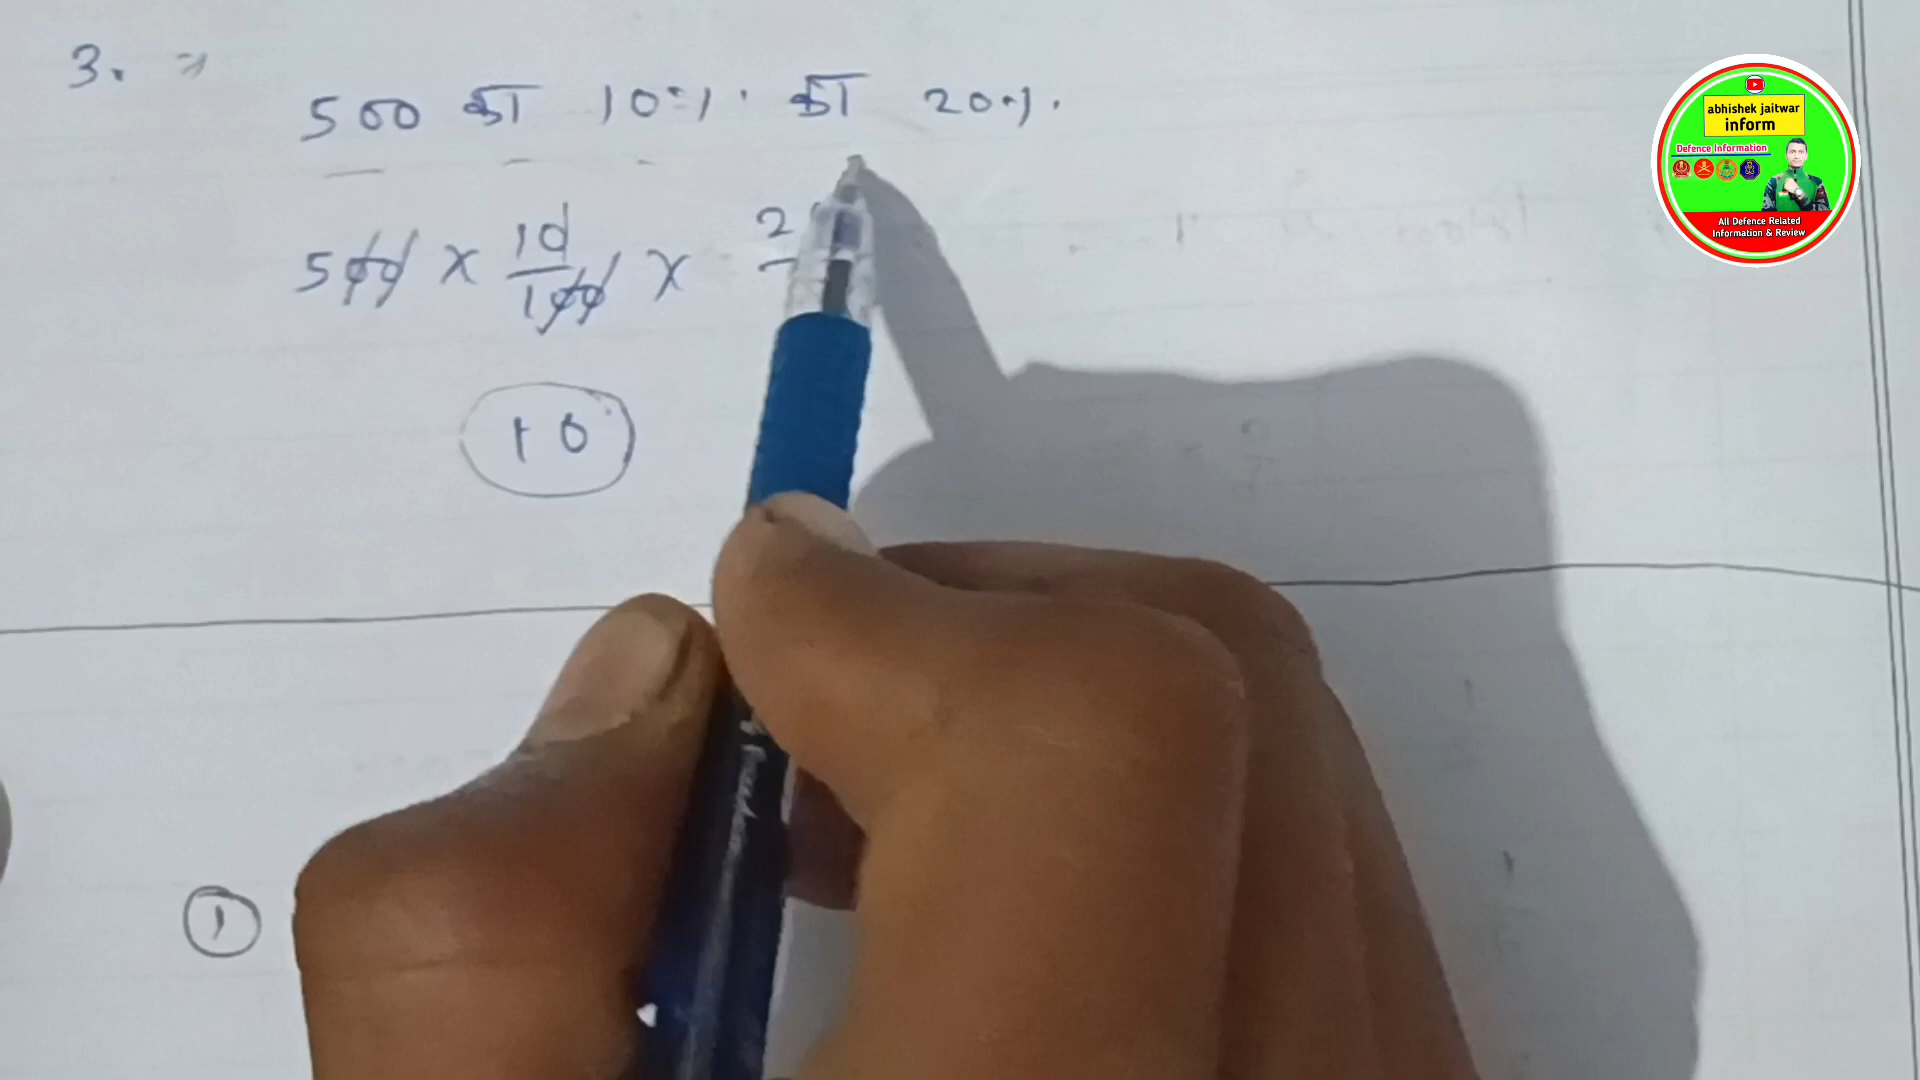 3. ⇒
500 का 10% का 20%.
500 × 10/100 × 2
10
1
abhishek jaitwar
inform
Defence Information
All Defence Related
Information & Review